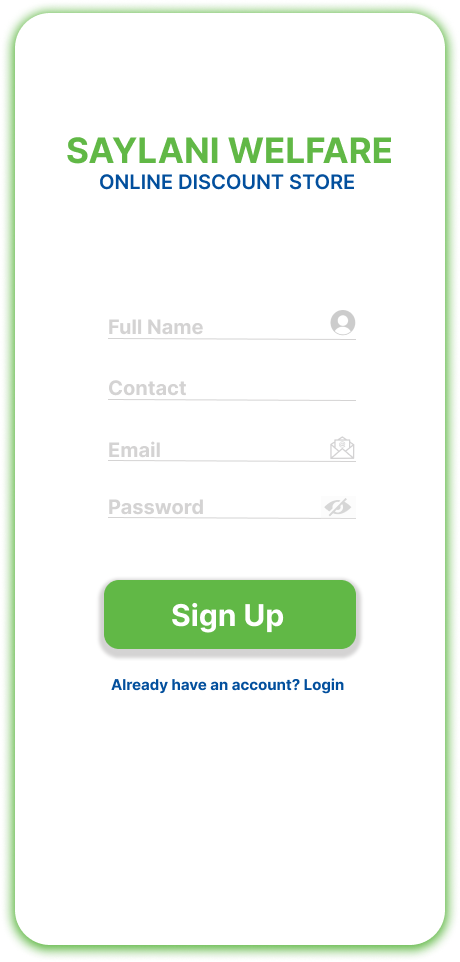 SAYLANI WELFARE
ONLINE DISCOUNT STORE
Full Name
Contact
Email
Password
Sign Up
Already have an account? Login